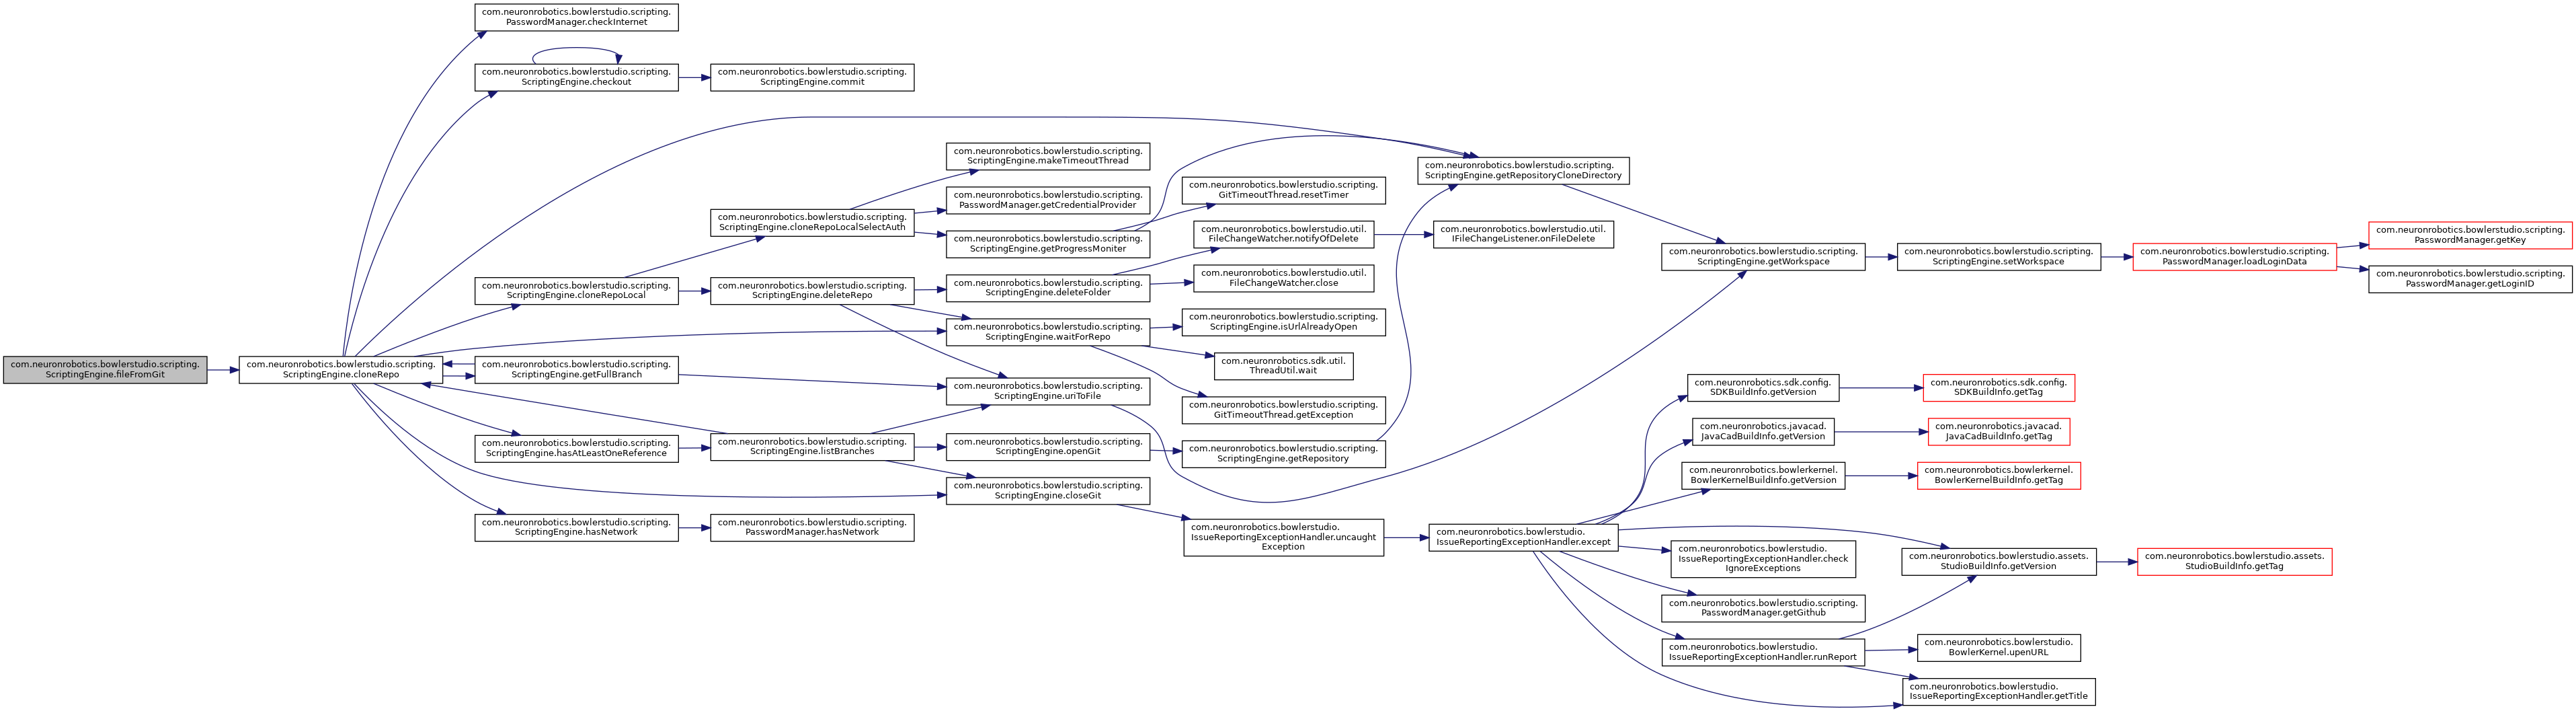 com.neuronrobotics.bowlerstudio.scripting.
ScriptingEngine.fileFromGit
com.neuronrobotics.bowlerstudio.scripting.
ScriptingEngine.cloneRepo
com.neuronrobotics.bowlerstudio.scripting.
PasswordManager.checkInternet
com.neuronrobotics.bowlerstudio.scripting.
ScriptingEngine.checkout
com.neuronrobotics.bowlerstudio.scripting.
ScriptingEngine.cloneRepoLocal
com.neuronrobotics.bowlerstudio.scripting.
ScriptingEngine.getFullBranch
com.neuronrobotics.bowlerstudio.scripting.
ScriptingEngine.hasAtLeastOneReference
com.neuronrobotics.bowlerstudio.scripting.
ScriptingEngine.hasNetwork
com.neuronrobotics.bowlerstudio.scripting.
ScriptingEngine.commit
com.neuronrobotics.bowlerstudio.scripting.
ScriptingEngine.cloneRepoLocalSelectAuth
com.neuronrobotics.bowlerstudio.scripting.
ScriptingEngine.deleteRepo
com.neuronrobotics.bowlerstudio.scripting.
ScriptingEngine.listBranches
com.neuronrobotics.bowlerstudio.scripting.
PasswordManager.hasNetwork
com.neuronrobotics.bowlerstudio.scripting.
ScriptingEngine.makeTimeoutThread
com.neuronrobotics.bowlerstudio.scripting.
PasswordManager.getCredentialProvider
com.neuronrobotics.bowlerstudio.scripting.
ScriptingEngine.getProgressMoniter
com.neuronrobotics.bowlerstudio.scripting.
ScriptingEngine.deleteFolder
com.neuronrobotics.bowlerstudio.scripting.
ScriptingEngine.waitForRepo
com.neuronrobotics.bowlerstudio.scripting.
ScriptingEngine.uriToFile
com.neuronrobotics.bowlerstudio.scripting.
ScriptingEngine.openGit
com.neuronrobotics.bowlerstudio.scripting.
ScriptingEngine.closeGit
com.neuronrobotics.bowlerstudio.scripting.
GitTimeoutThread.resetTimer
com.neuronrobotics.bowlerstudio.util.
FileChangeWatcher.notifyOfDelete
com.neuronrobotics.bowlerstudio.util.
FileChangeWatcher.close
com.neuronrobotics.bowlerstudio.scripting.
ScriptingEngine.isUrlAlreadyOpen
com.neuronrobotics.sdk.util.
ThreadUtil.wait
com.neuronrobotics.bowlerstudio.scripting.
GitTimeoutThread.getException
com.neuronrobotics.bowlerstudio.scripting.
ScriptingEngine.getRepository
com.neuronrobotics.bowlerstudio.
IssueReportingExceptionHandler.uncaught
Exception
com.neuronrobotics.bowlerstudio.scripting.
ScriptingEngine.getRepositoryCloneDirectory
com.neuronrobotics.bowlerstudio.util.
IFileChangeListener.onFileDelete
com.neuronrobotics.bowlerstudio.
IssueReportingExceptionHandler.except
com.neuronrobotics.bowlerstudio.scripting.
ScriptingEngine.getWorkspace
com.neuronrobotics.sdk.config.
SDKBuildInfo.getVersion
com.neuronrobotics.javacad.
JavaCadBuildInfo.getVersion
com.neuronrobotics.bowlerkernel.
BowlerKernelBuildInfo.getVersion
com.neuronrobotics.bowlerstudio.
IssueReportingExceptionHandler.check
IgnoreExceptions
com.neuronrobotics.bowlerstudio.scripting.
PasswordManager.getGithub
com.neuronrobotics.bowlerstudio.
IssueReportingExceptionHandler.runReport
com.neuronrobotics.bowlerstudio.scripting.
ScriptingEngine.setWorkspace
com.neuronrobotics.sdk.config.
SDKBuildInfo.getTag
com.neuronrobotics.javacad.
JavaCadBuildInfo.getTag
com.neuronrobotics.bowlerkernel.
BowlerKernelBuildInfo.getTag
com.neuronrobotics.bowlerstudio.assets.
StudioBuildInfo.getVersion
com.neuronrobotics.bowlerstudio.
BowlerKernel.upenURL
com.neuronrobotics.bowlerstudio.
IssueReportingExceptionHandler.getTitle
com.neuronrobotics.bowlerstudio.scripting.
PasswordManager.loadLoginData
com.neuronrobotics.bowlerstudio.assets.
StudioBuildInfo.getTag
com.neuronrobotics.bowlerstudio.scripting.
PasswordManager.getKey
com.neuronrobotics.bowlerstudio.scripting.
PasswordManager.getLoginID